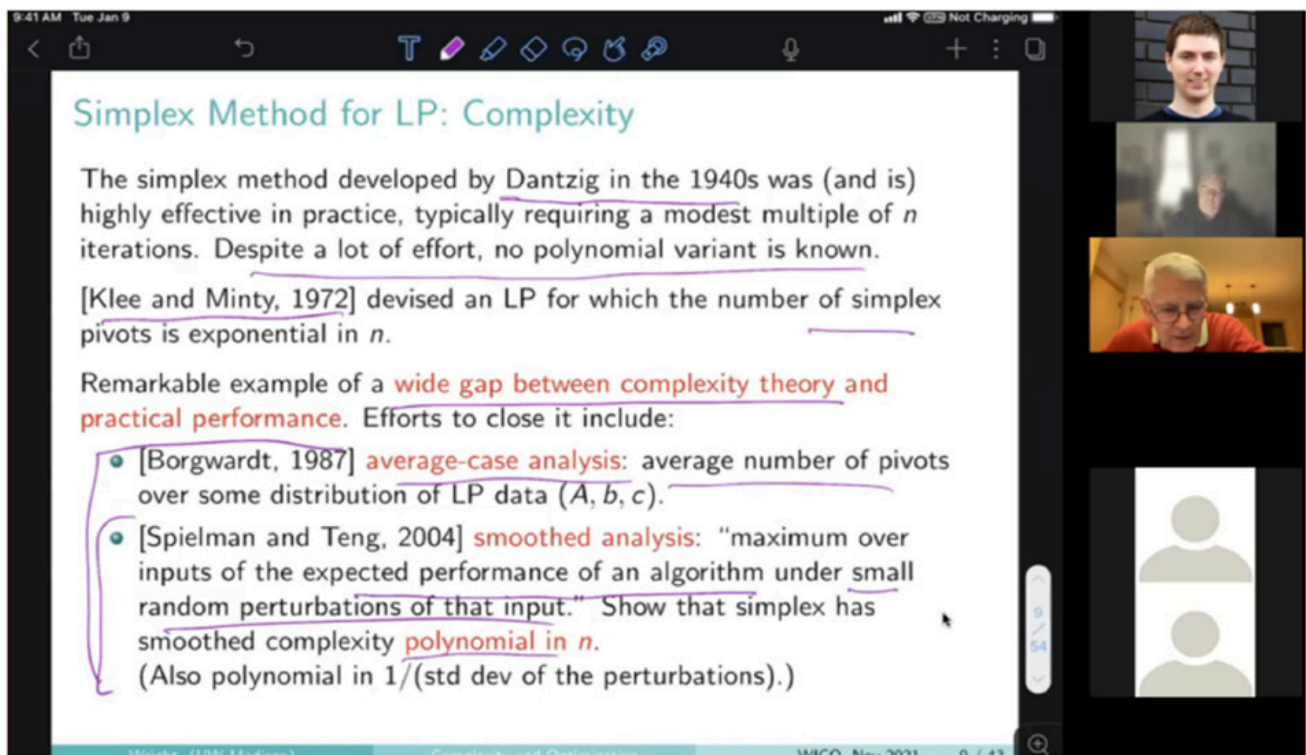 9:41 AM Tue Jan 9
Not Charging
Simplex Method for LP: Complexity
The simplex method developed by Dantzig in the 1940s was (and is)
highly effective in practice, typically requiring a modest multiple of n
iterations. Despite a lot of effort, no polynomial variant is known.
[Klee and Minty, 1972] devised an LP for which the number of simplex
pivots is exponential in n.
Remarkable example of a wide gap between complexity theory and
practical performance. Efforts to close it include:
[Borgwardt, 1987] average-case analysis: average number of pivots
over some distribution of LP data (A, b, c).
[Spielman and Teng, 2004] smoothed analysis: "maximum over
inputs of the expected performance of an algorithm under small
random perturbations of that input." Show that simplex has
smoothed complexity polynomial in n.
(Also polynomial in 1/(std dev of the perturbations).)
9
/
54
Wright (UW-Madison) Complexity and Optimization WICO, Nov 2021 9 / 43